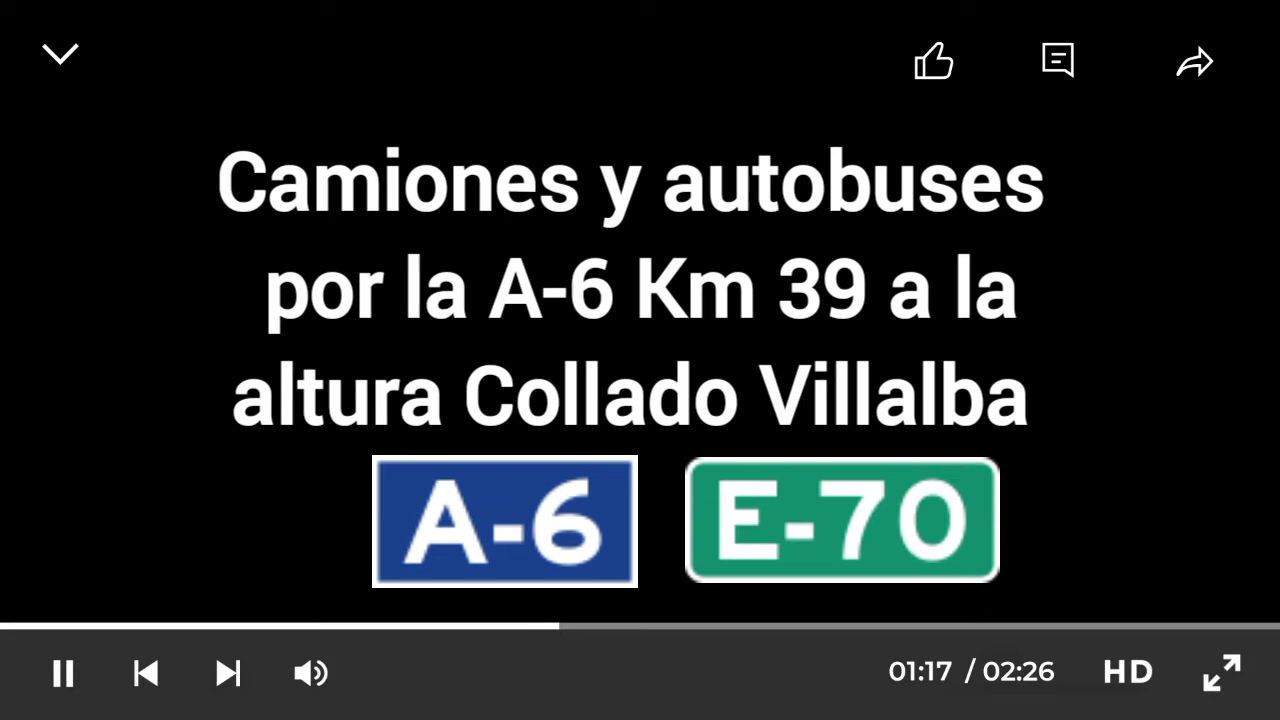 Camiones y autobuses
por la A-6 Km 39 a la
altura Collado Villalba
A-6 E-70
01:17 / 02:26 HD